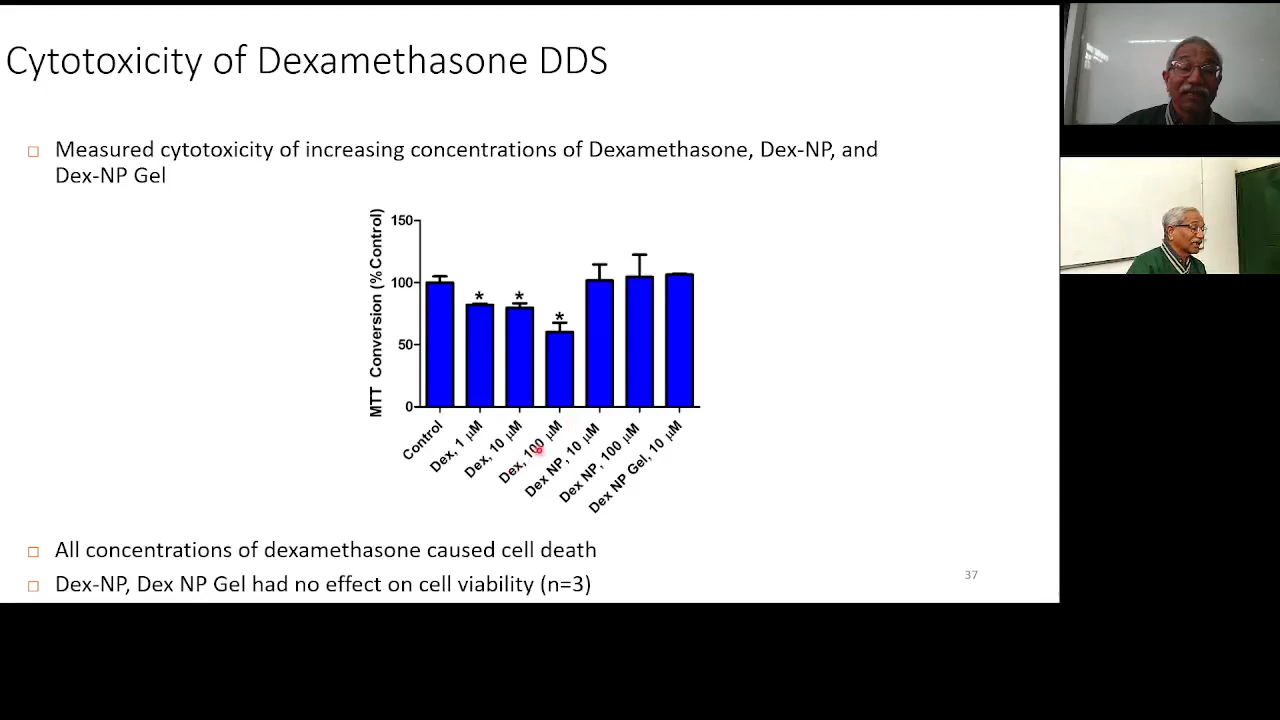 Cytotoxicity of Dexamethasone DDS
Measured cytotoxicity of increasing concentrations of Dexamethasone, Dex-NP, and
Dex-NP Gel
MTT Conversion (%Control)
150
100
50
0
*
*
*
Control
Dex, 1 μM
Dex, 10 μM
Dex, 100 μM
Dex NP, 10 μM
Dex NP, 100 μM
Dex NP Gel, 10 μM
All concentrations of dexamethasone caused cell death
Dex-NP, Dex NP Gel had no effect on cell viability (n=3)
37